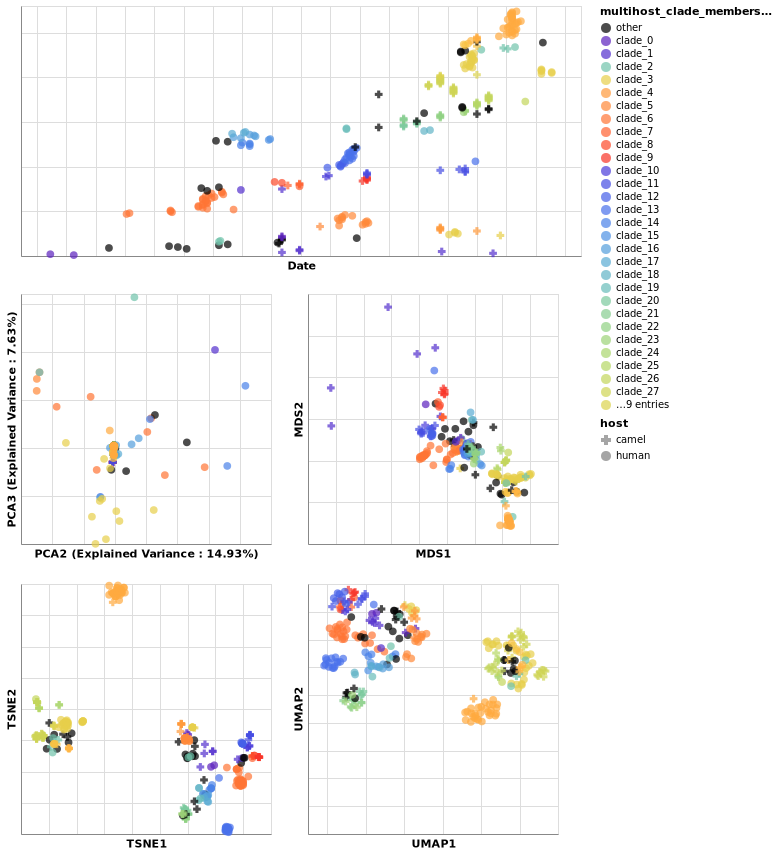 multihost_clade_members…
other
clade_0
clade_1
clade_2
clade_3
clade_4
clade_5
clade_6
clade_7
clade_8
clade_9
clade_10
clade_11
clade_12
clade_13
clade_14
clade_15
clade_16
clade_17
clade_18
clade_19
clade_20
clade_21
clade_22
clade_23
clade_24
clade_25
clade_26
clade_27
…9 entries
host
camel
human
Date
PCA3 (Explained Variance : 7.63%)
PCA2 (Explained Variance : 14.93%)
MDS2
MDS1
TSNE2
TSNE1
UMAP2
UMAP1